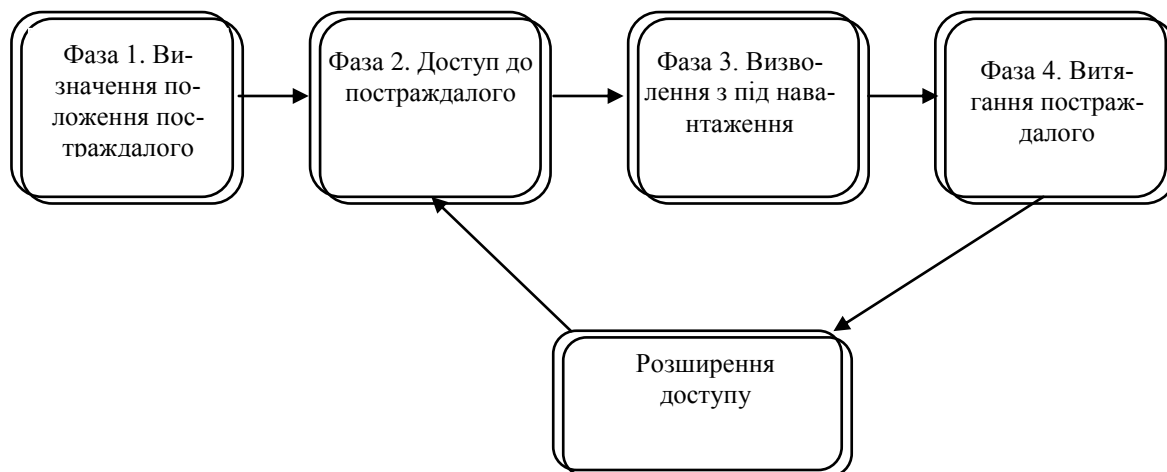 Фаза 1. Ви-
значення по-
ложення пос-
траждалого
Фаза 2. Доступ до
постраждалого
Фаза 3. Визво-
лення з під нава-
нтаження
Фаза 4. Витя-
гання постраж-
далого
Розширення
доступу